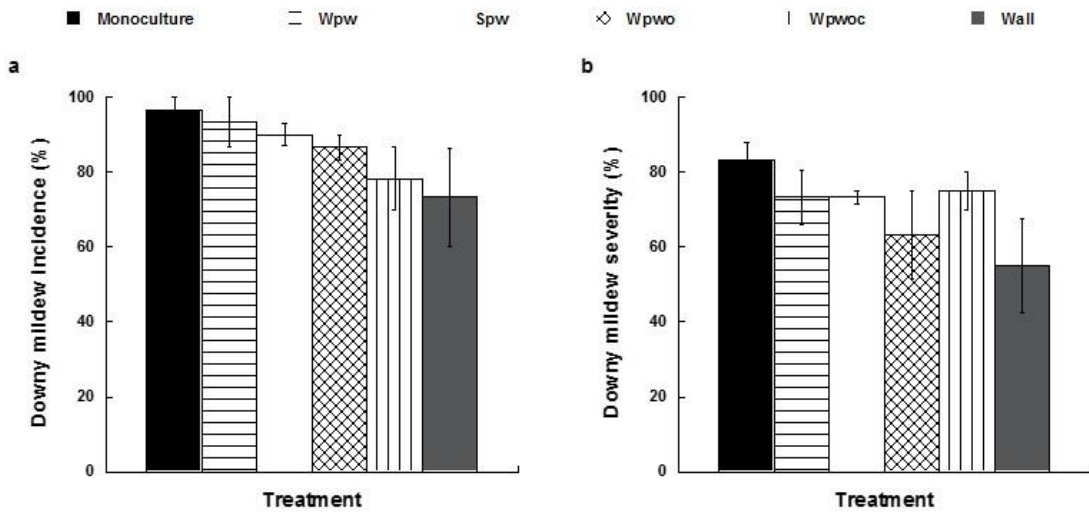 Monoculture Wpw Spw Wpwo Wpwoc Wall
a
b
Downy mildew incidence (%)
100
80
60
40
20
0
Treatment
Downy mildew severity (%)
100
80
60
40
20
0
Treatment